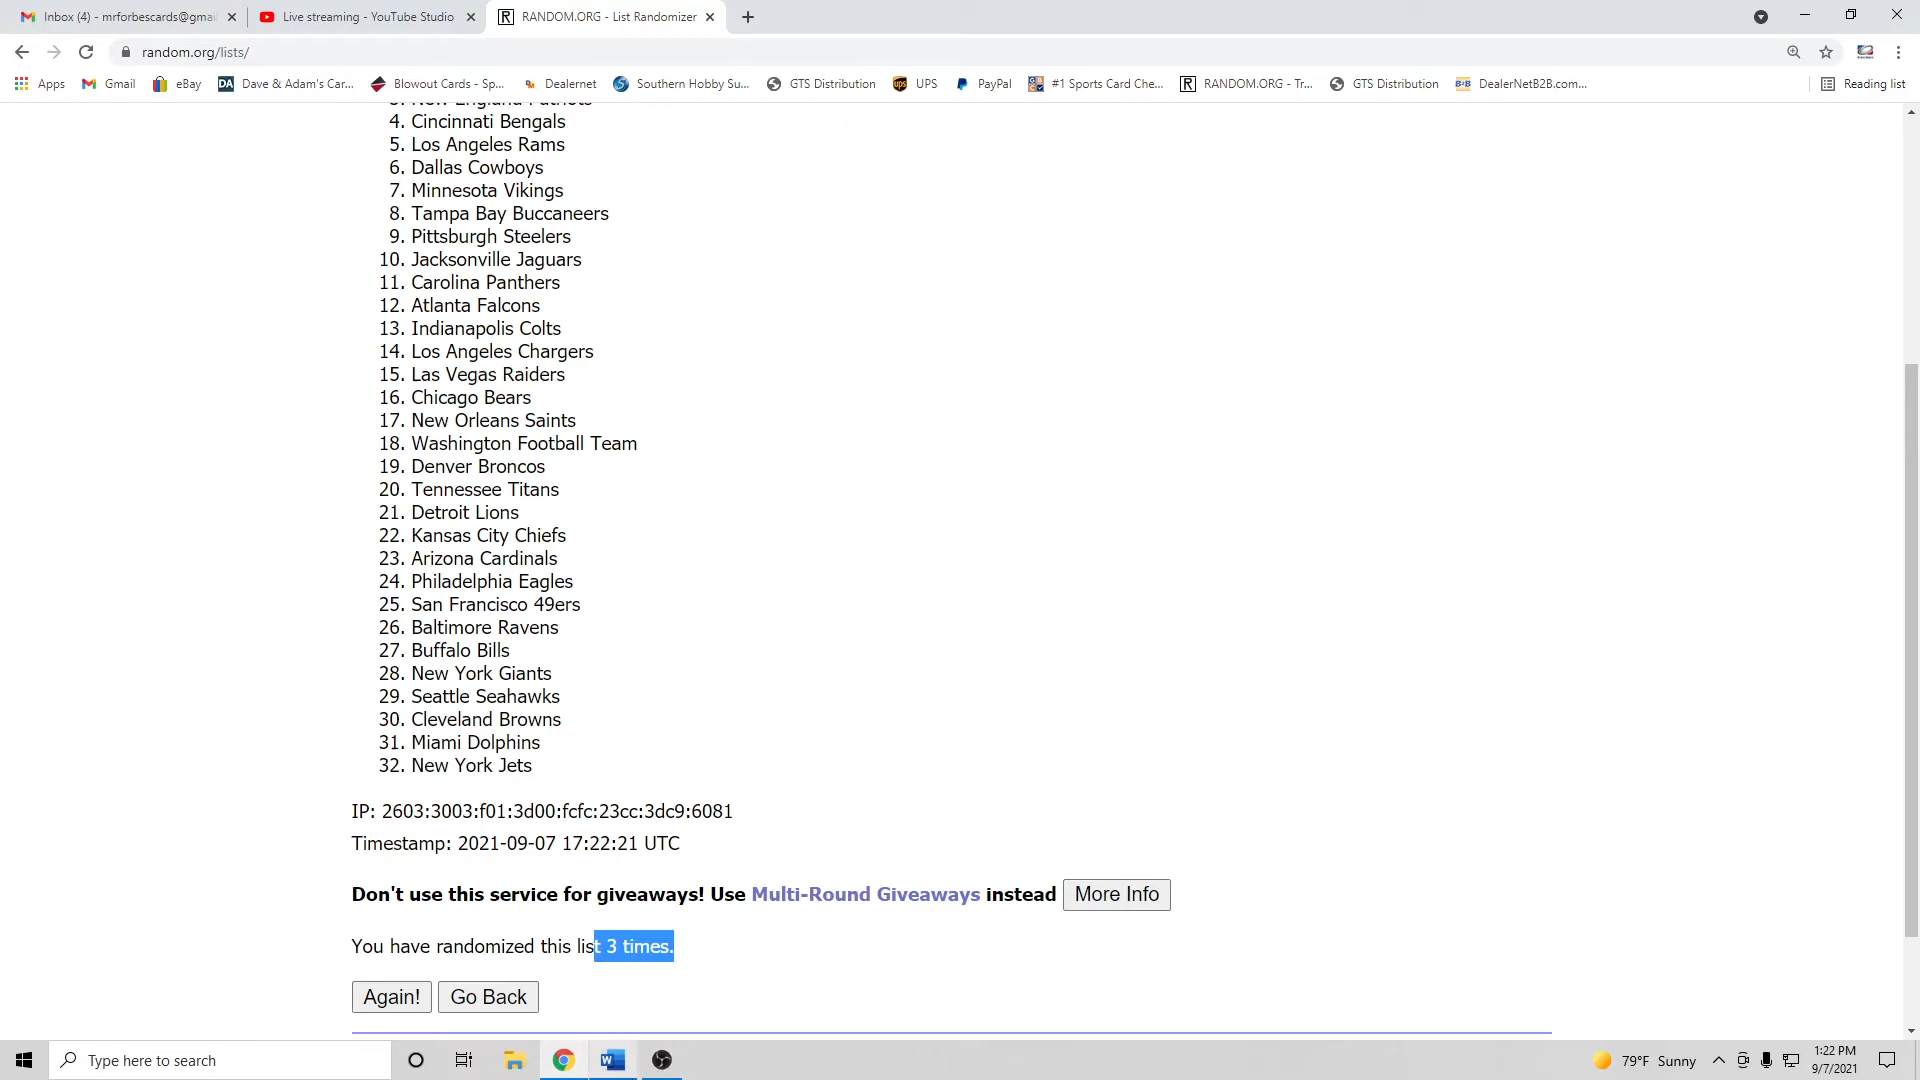 Inbox (4) - mrforbescards@gmai
Live streaming - YouTube Studio
RANDOM.ORG - List Randomizer
random.org/lists/
Apps
Gmail
eBay
Dave & Adam's Car...
Blowout Cards - Sp...
Dealernet
Southern Hobby Su...
GTS Distribution
UPS
PayPal
#1 Sports Card Che...
RANDOM.ORG - Tr...
GTS Distribution
DealerNetB2B.com...
Reading list
3. New England Patriots
4. Cincinnati Bengals
5. Los Angeles Rams
6. Dallas Cowboys
7. Minnesota Vikings
8. Tampa Bay Buccaneers
9. Pittsburgh Steelers
10. Jacksonville Jaguars
11. Carolina Panthers
12. Atlanta Falcons
13. Indianapolis Colts
14. Los Angeles Chargers
15. Las Vegas Raiders
16. Chicago Bears
17. New Orleans Saints
18. Washington Football Team
19. Denver Broncos
20. Tennessee Titans
21. Detroit Lions
22. Kansas City Chiefs
23. Arizona Cardinals
24. Philadelphia Eagles
25. San Francisco 49ers
26. Baltimore Ravens
27. Buffalo Bills
28. New York Giants
29. Seattle Seahawks
30. Cleveland Browns
31. Miami Dolphins
32. New York Jets
IP: 2603:3003:f01:3d00:fcfc:23cc:3dc9:6081
Timestamp: 2021-09-07 17:22:21 UTC
Don't use this service for giveaways! Use Multi-Round Giveaways instead More Info
You have randomized this list 3 times.
Again! Go Back
Type here to search
79°F Sunny
1:22 PM
9/7/2021